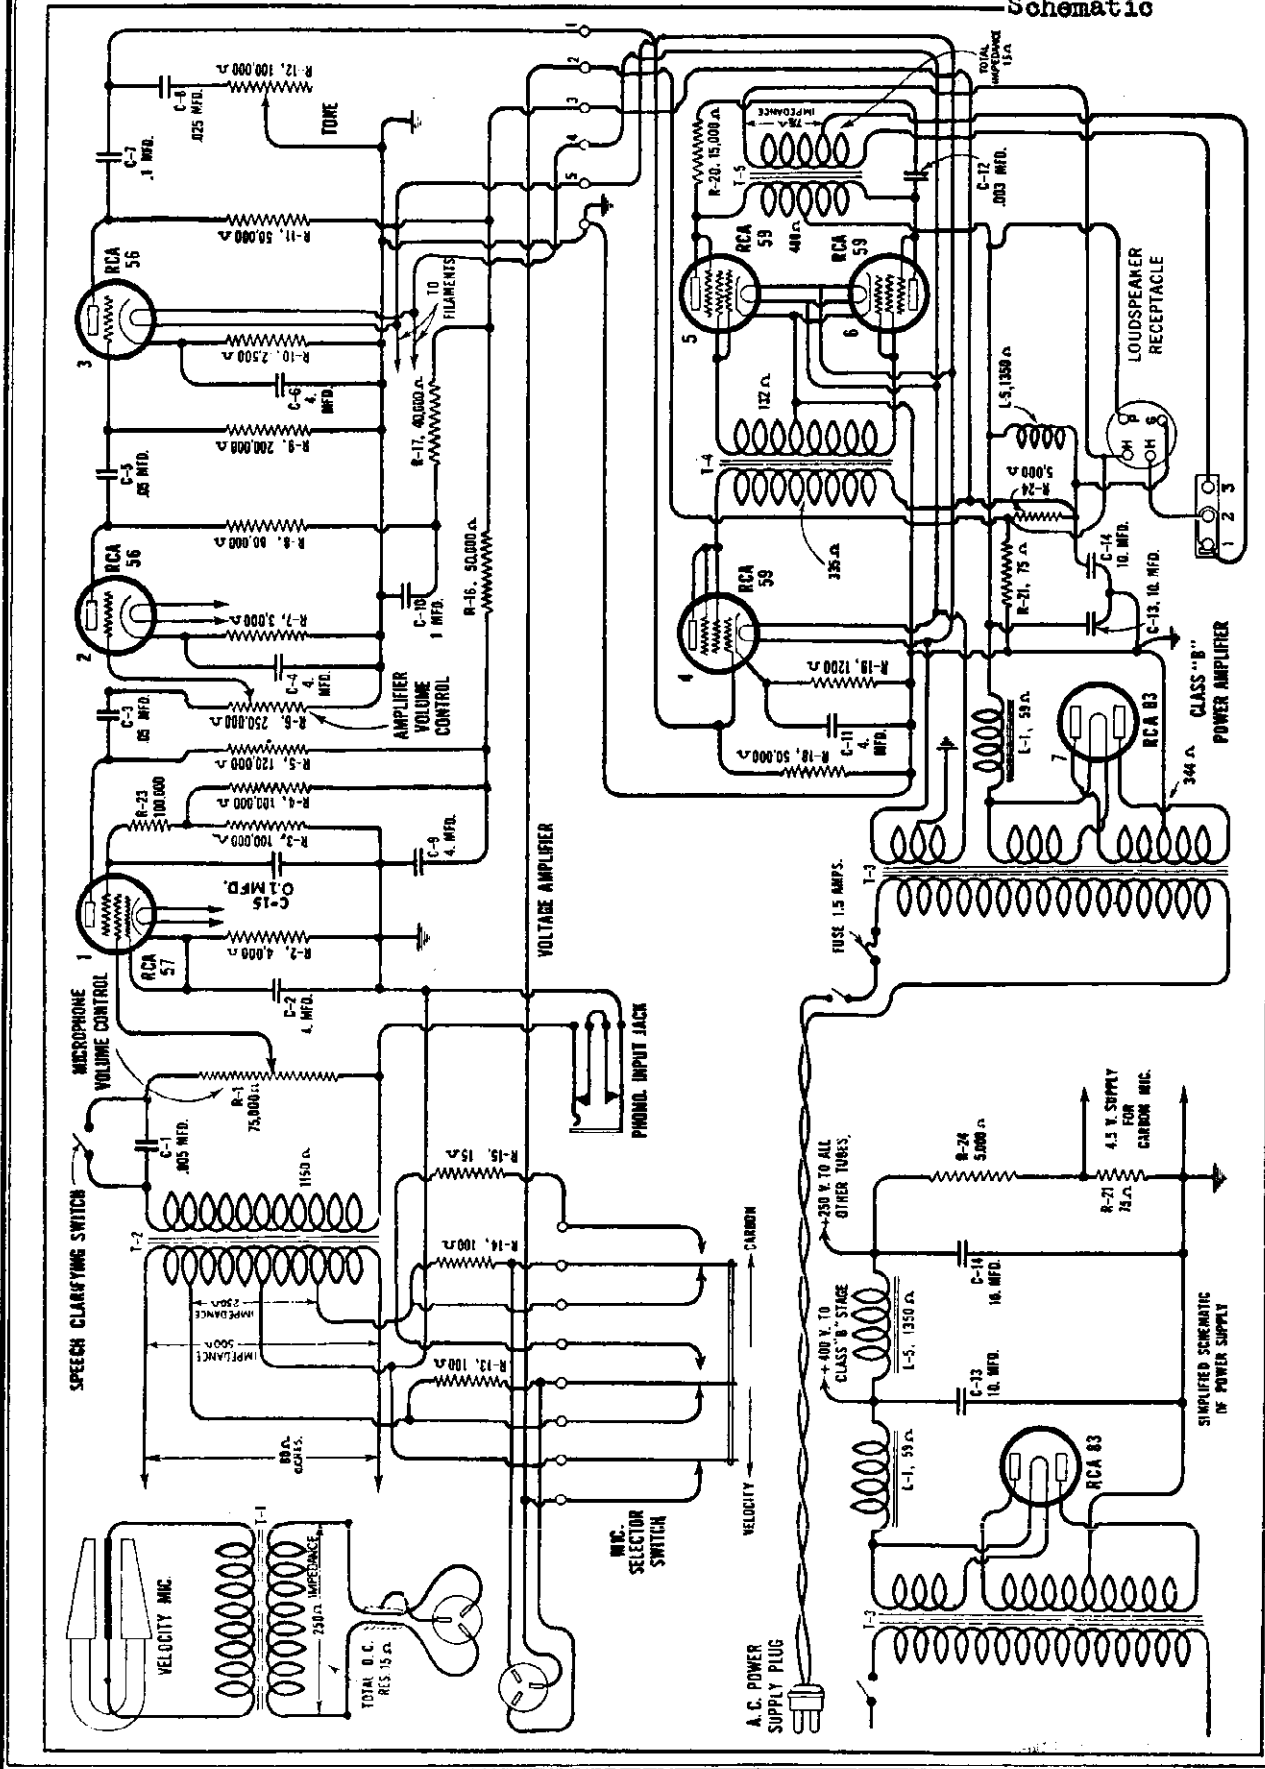 Schematic
SPEECH CLARIFYING SWITCH
MICROPHONE
VOLUME CONTROL
VELOCITY MIC.
T-1
250Ω IMPEDANCE
TOTAL D.C.
RES. 15 Ω
80 Ω
T-2
IMPEDANCE
500Ω
IMPEDANCE
250Ω
1150 Ω
C-1
.005 MFD.
R-1
75,000Ω
1
RCA
57
C-2
4. MFD.
R-2, 4,000 Ω
C-15
0.1 MFD.
R-3, 100,000 Ω
R-23
100,000
R-4, 100,000 Ω
R-5, 120,000 Ω
C-9
4. MFD.
C-3
.05 MFD.
R-6,
250,000 Ω
AMPLIFIER
VOLUME
CONTROL
2
RCA
56
C-4
4.
MFD.
R-7, 3,000 Ω
R-8, 80,000 Ω
C-10
1 MFD.
R-16, 50,000 Ω
R-17, 40,000 Ω
C-5
.05 MFD.
R-9, 200,000 Ω
3
RCA
56
C-6
4.
MFD.
R-10, 2,500 Ω
TO
FILAMENTS
R-11, 50,000 Ω
C-7
.1 MFD.
C-8
.025 MFD.
R-12, 100,000 Ω
TONE
1
2
3
4
5
R-13, 100 Ω
R-14,
100 Ω
R-15, 15 Ω
PHONO. INPUT JACK
MIC.
SELECTOR
SWITCH
VELOCITY
CARBON
VOLTAGE AMPLIFIER
4
RCA
59
R-18, 50,000 Ω
C-11
4.
MFD.
R-19, 1200 Ω
T-4
335Ω
132 Ω
5
RCA
59
6
RCA
59
R-20, 15,000 Ω
T-5
400Ω
IMPEDANCE
7½
TOTAL
IMPEDANCE
15 Ω
C-12
.003 MFD.
LOUDSPEAKER
RECEPTACLE
P
H
H
G
L-5, 1350 Ω
R-24
5,000 Ω
R-21, 75 Ω
C-14
10. MFD.
C-13, 10. MFD.
1
2
3
CLASS "B"
POWER AMPLIFIER
L-1, 59 Ω
7
RCA 83
344 Ω
T-3
FUSE 1.5 AMPS.
A. C. POWER
SUPPLY PLUG
T-3
RCA 83
L-1, 59 Ω
+ 400 V. TO
CLASS "B" STAGE
C-13
10. MFD.
L-5, 1350 Ω
+250 V. TO ALL
OTHER TUBES.
C-14
10. MFD.
R-24
5,000 Ω
R-21
75 Ω
4.5 V. SUPPLY
FOR
CARBON MIC.
SIMPLIFIED SCHEMATIC
OF POWER SUPPLY